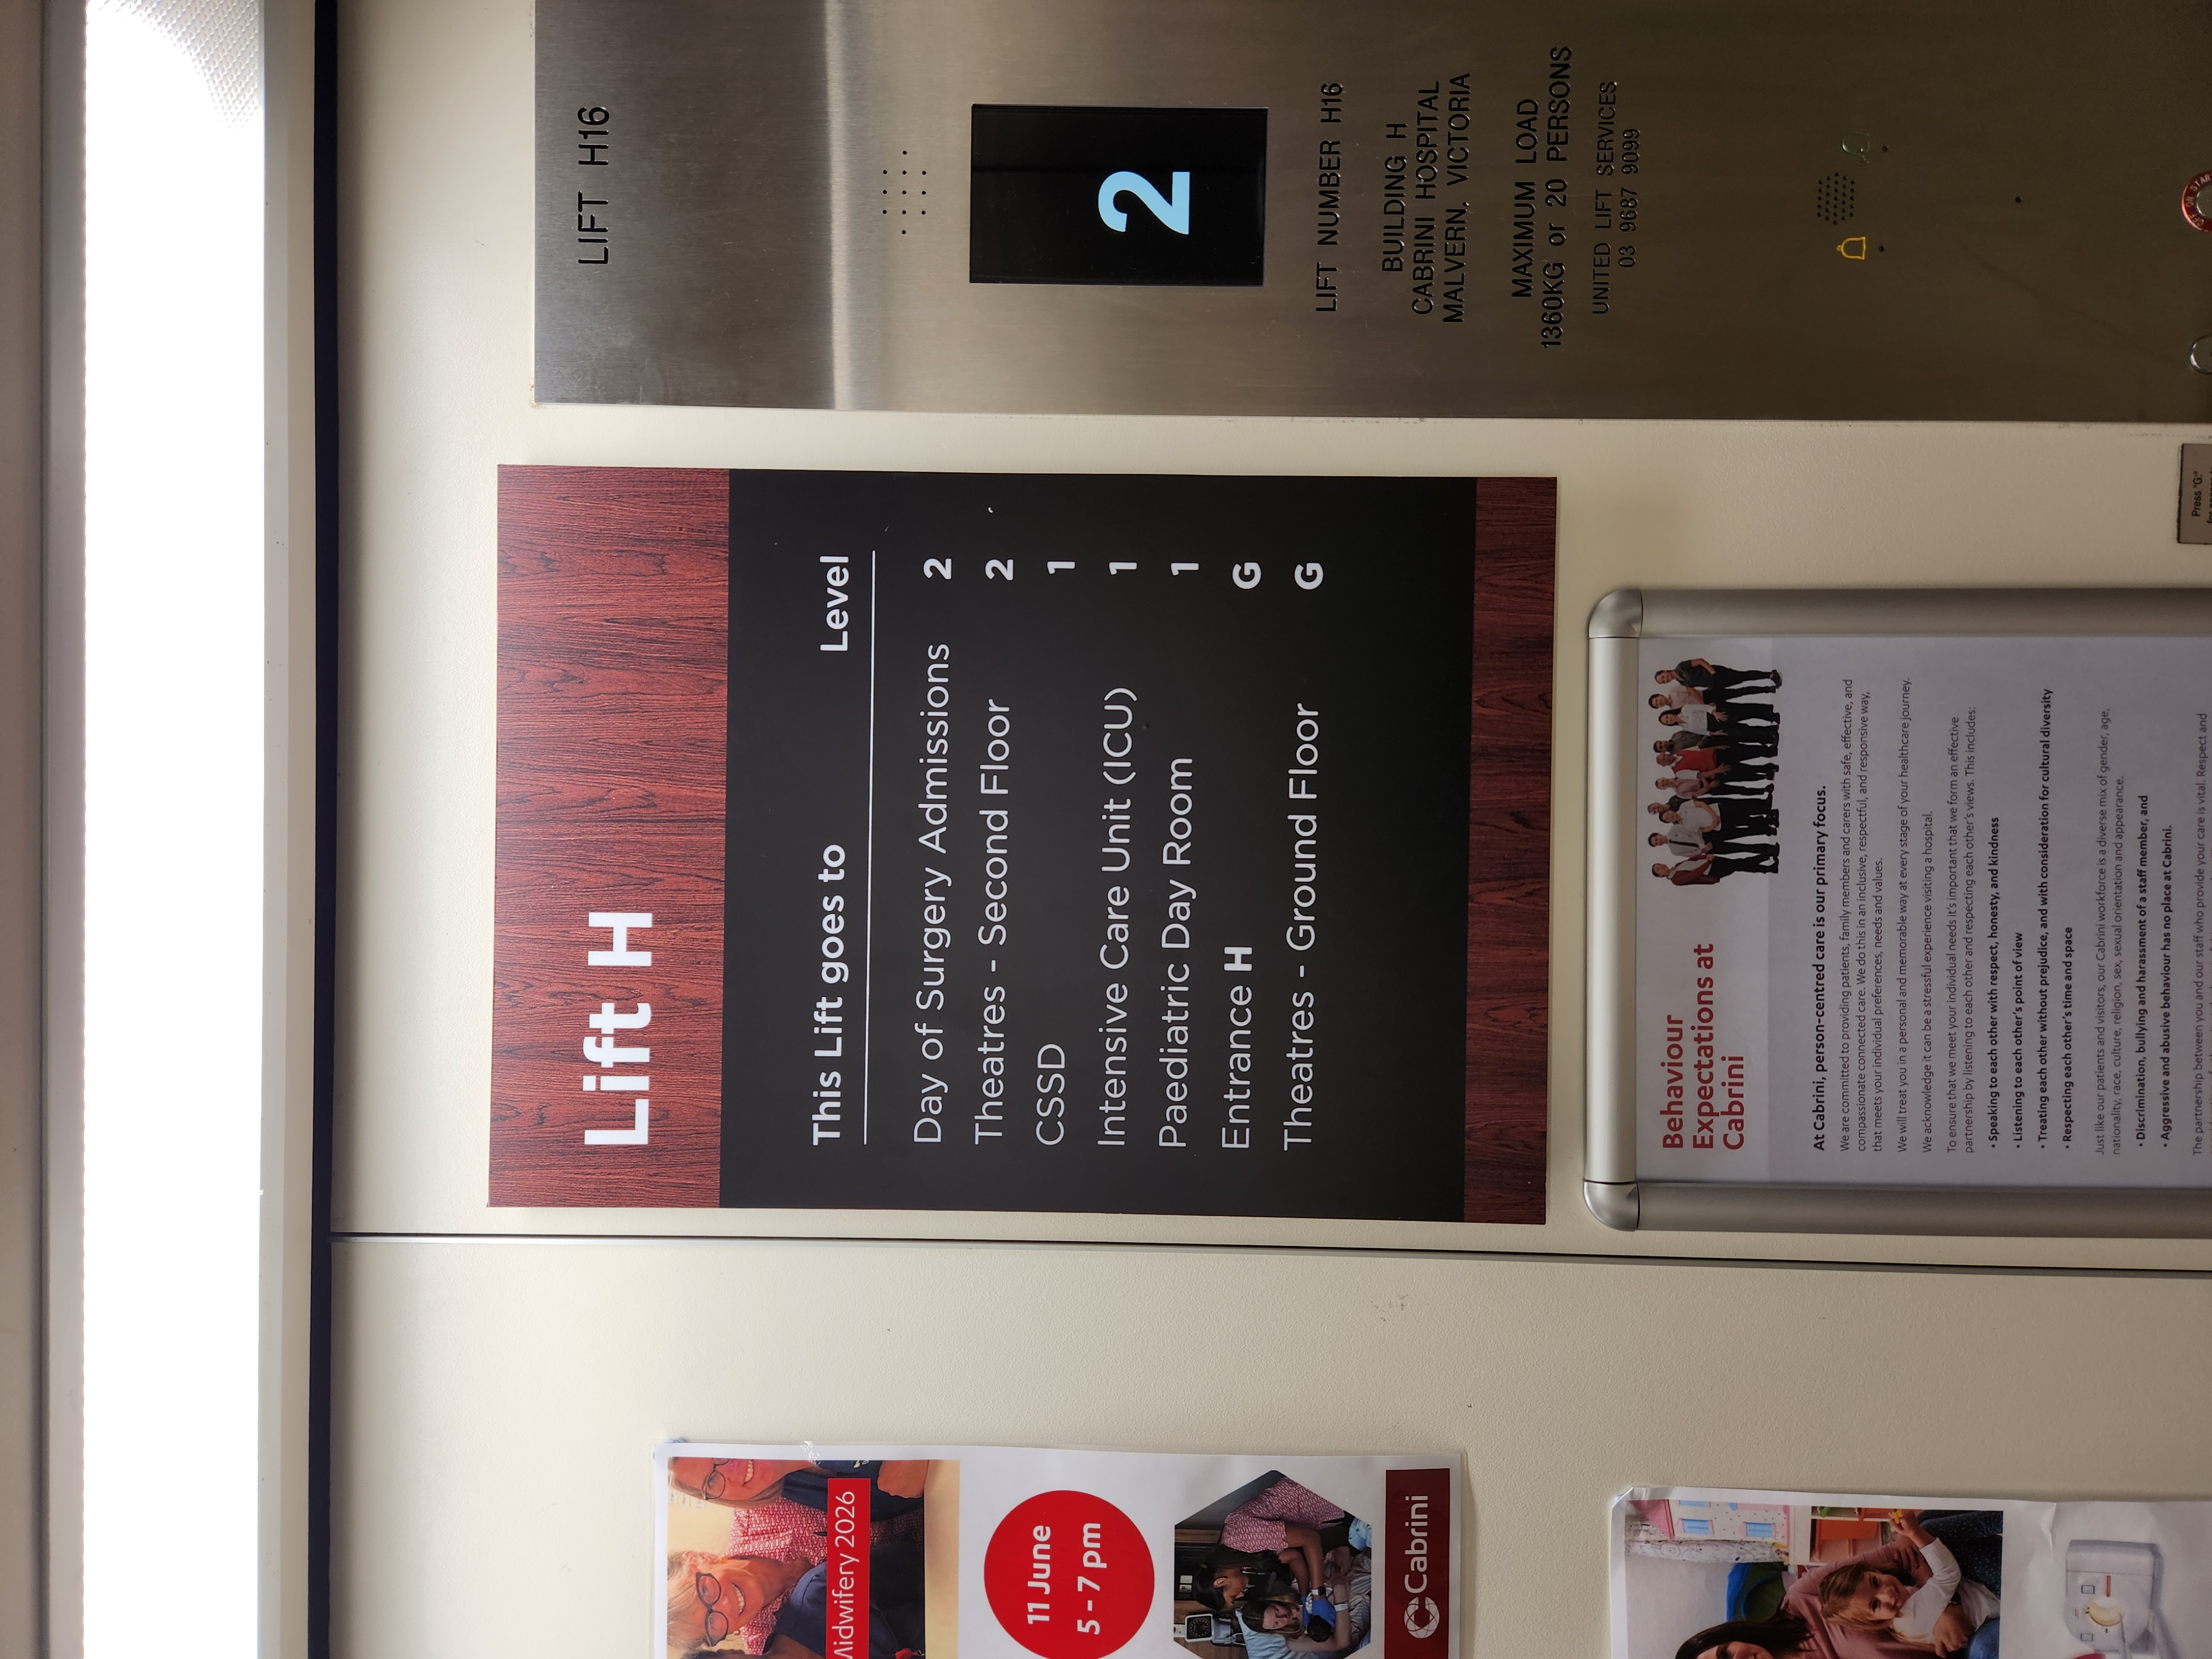 Midwifery 2026
11 June
5 - 7 pm
Cabrini
Lift H
This Lift goes to Level
Day of Surgery Admissions 2
Theatres - Second Floor 2
CSSD 1
Intensive Care Unit (ICU) 1
Paediatric Day Room 1
Entrance H G
Theatres - Ground Floor G
Behaviour
Expectations at
Cabrini
At Cabrini, person-centred care is our primary focus.
We are committed to providing patients, family members and carers with safe, effective, and
compassionate connected care. We do this in an inclusive, respectful, and responsive way,
that meets your individual preferences, needs and values.
We will treat you in a personal and memorable way at every stage of your healthcare journey.
We acknowledge it can be a stressful experience visiting a hospital.
To ensure that we meet your individual needs it's important that we form an effective
partnership by listening to each other and respecting each other's views. This includes:
• Speaking to each other with respect, honesty, and kindness
• Listening to each other's point of view
• Treating each other without prejudice, and with consideration for cultural diversity
• Respecting each other's time and space
Just like our patients and visitors, our Cabrini workforce is a diverse mix of gender, age,
nationality, race, culture, religion, sex, sexual orientation and appearance.
• Discrimination, bullying and harassment of a staff member, and
• Aggressive and abusive behaviour has no place at Cabrini.
The partnership between you and our staff who provide your care is vital. Respect and
LIFT H16
2
LIFT NUMBER H16
BUILDING H
CABRINI HOSPITAL
MALVERN, VICTORIA
MAXIMUM LOAD
1360KG or 20 PERSONS
UNITED LIFT SERVICES
03 9687 9099
Press "G:"